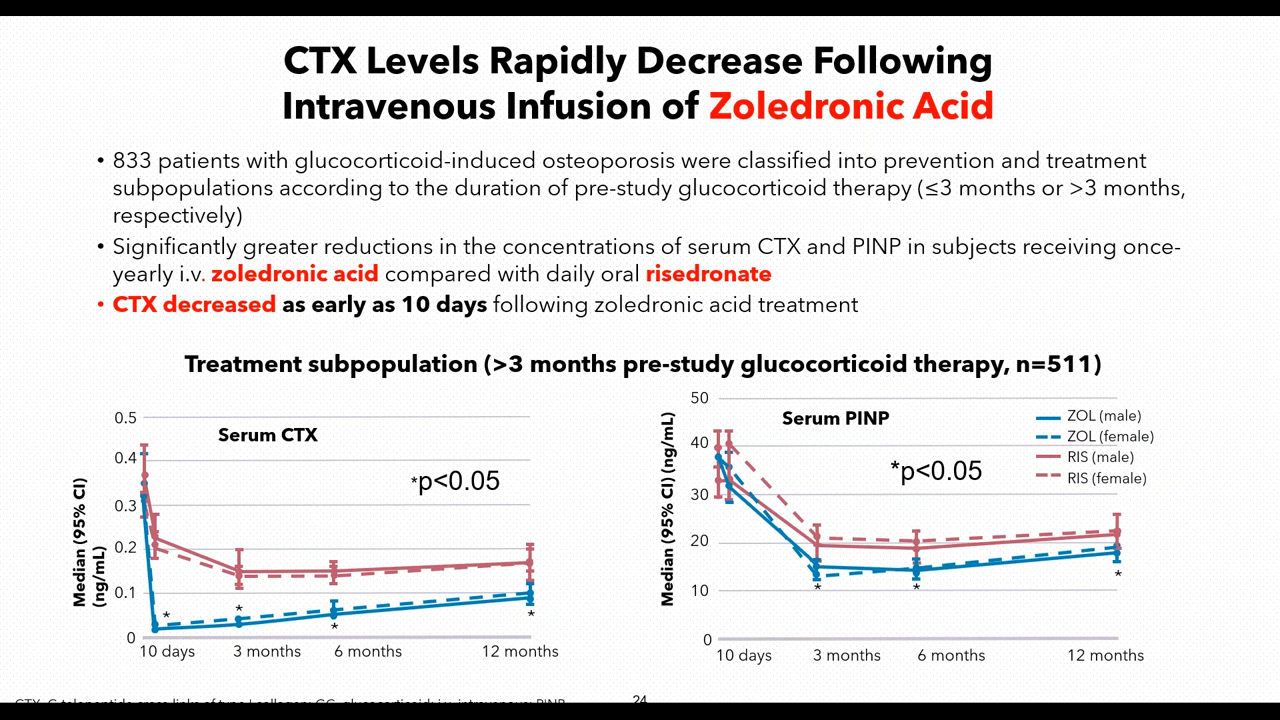 CTX Levels Rapidly Decrease Following
Intravenous Infusion of Zoledronic Acid
• 833 patients with glucocorticoid-induced osteoporosis were classified into prevention and treatment
subpopulations according to the duration of pre-study glucocorticoid therapy (≤3 months or >3 months,
respectively)
• Significantly greater reductions in the concentrations of serum CTX and PINP in subjects receiving once-
yearly i.v. zoledronic acid compared with daily oral risedronate
• CTX decreased as early as 10 days following zoledronic acid treatment
Treatment subpopulation (>3 months pre-study glucocorticoid therapy, n=511)
Median (95% CI)
(ng/mL)
0.5
0.4
0.3
0.2
0.1
0
Serum CTX
*p<0.05
*
*
*
*
10 days 3 months 6 months 12 months
Median (95% CI) (ng/mL)
50
40
30
20
10
0
Serum PINP
*p<0.05
ZOL (male)
ZOL (female)
RIS (male)
RIS (female)
*
*
*
10 days 3 months 6 months 12 months
24